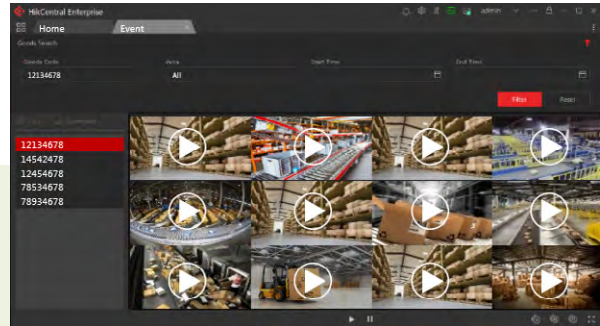 HikCentral Enterprise
admin
Home Event
Goods Search
Goods Code Area Start Time End Time
12134678 All
Filter Reset
12134678
14542478
12454678
78534678
78934678